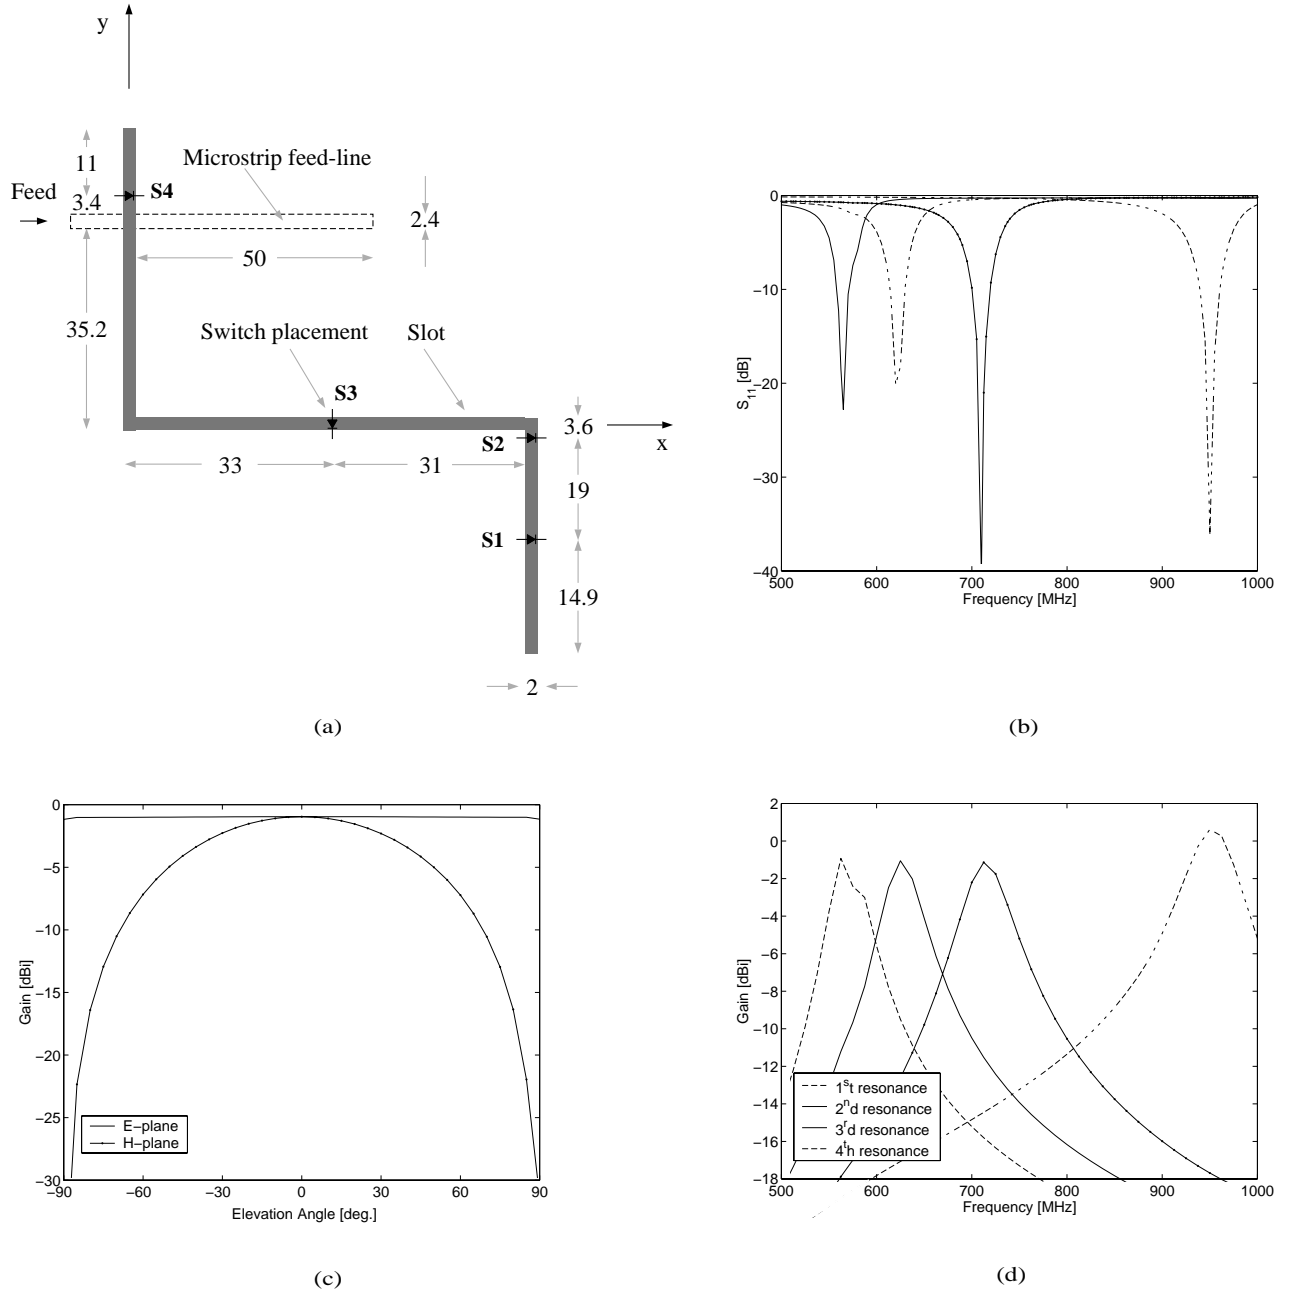 y
11
Microstrip feed-line
Feed
S4
3.4
2.4
50
35.2
Switch placement
Slot
S3
3.6
S2
x
33
31
19
S1
14.9
2
(a)
0
−10
−20
−30
−40
S11 [dB]
500
600
700
800
900
1000
Frequency [MHz]
(b)
0
−5
−10
−15
−20
−25
−30
Gain [dBi]
E−plane
H−plane
−90
−60
−30
0
30
60
90
Elevation Angle [deg.]
(c)
2
0
−2
−4
−6
−8
−10
−12
−14
−16
−18
Gain [dBi]
1st resonance
2nd resonance
3rd resonance
4th resonance
500
600
700
800
900
1000
Frequency [MHz]
(d)